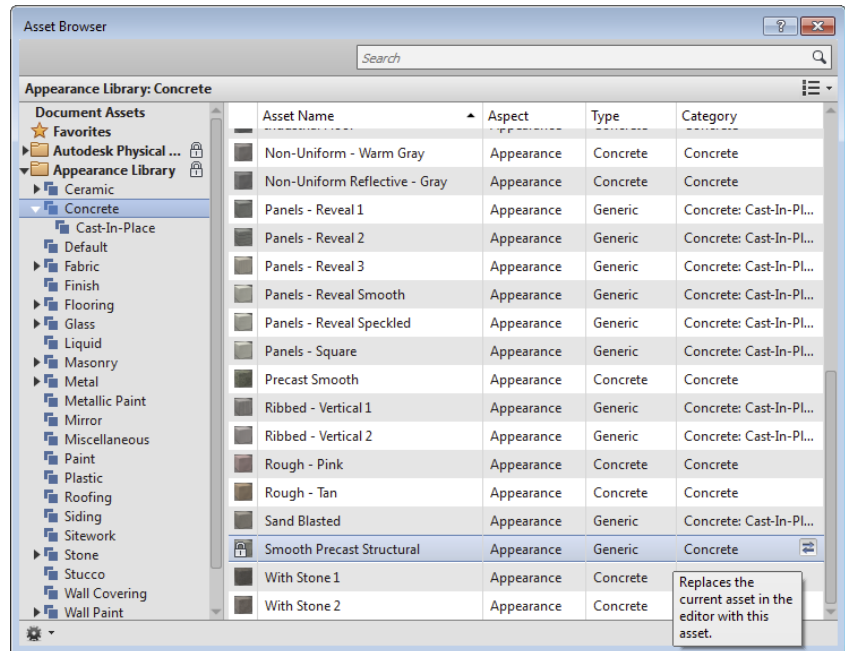 Asset Browser
?
Search
Appearance Library: Concrete
Document Assets
Favorites
Autodesk Physical ...
Appearance Library
Ceramic
Concrete
Cast-In-Place
Default
Fabric
Finish
Flooring
Glass
Liquid
Masonry
Metal
Metallic Paint
Mirror
Miscellaneous
Paint
Plastic
Roofing
Siding
Sitework
Stone
Stucco
Wall Covering
Wall Paint
Asset Name Aspect Type Category
Non-Uniform - Warm Gray Appearance Concrete Concrete
Non-Uniform Reflective - Gray Appearance Concrete Concrete
Panels - Reveal 1 Appearance Generic Concrete: Cast-In-Pl...
Panels - Reveal 2 Appearance Generic Concrete: Cast-In-Pl...
Panels - Reveal 3 Appearance Generic Concrete: Cast-In-Pl...
Panels - Reveal Smooth Appearance Generic Concrete: Cast-In-Pl...
Panels - Reveal Speckled Appearance Generic Concrete: Cast-In-Pl...
Panels - Square Appearance Generic Concrete: Cast-In-Pl...
Precast Smooth Appearance Concrete Concrete
Ribbed - Vertical 1 Appearance Generic Concrete: Cast-In-Pl...
Ribbed - Vertical 2 Appearance Generic Concrete: Cast-In-Pl...
Rough - Pink Appearance Concrete Concrete
Rough - Tan Appearance Concrete Concrete
Sand Blasted Appearance Generic Concrete: Cast-In-Pl...
Smooth Precast Structural Appearance Generic Concrete
With Stone 1 Appearance Concrete
With Stone 2 Appearance Concrete
Replaces the
current asset in the
editor with this
asset.